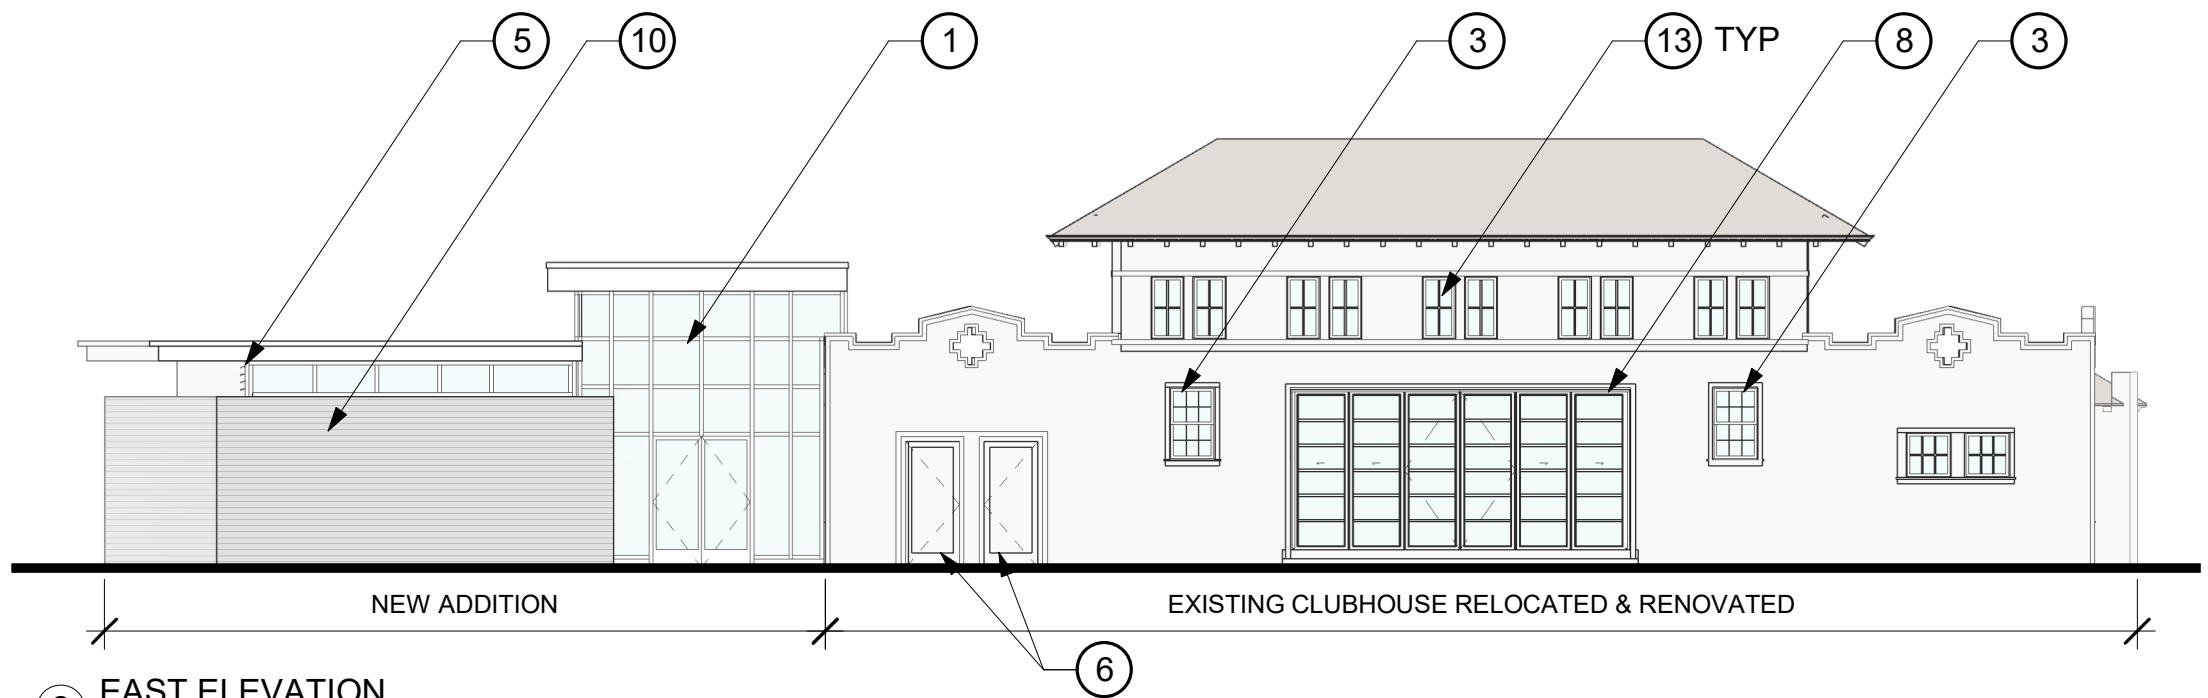 5 10 1 3 13 TYP 8 3
NEW ADDITION EXISTING CLUBHOUSE RELOCATED & RENOVATED
6
EAST ELEVATION